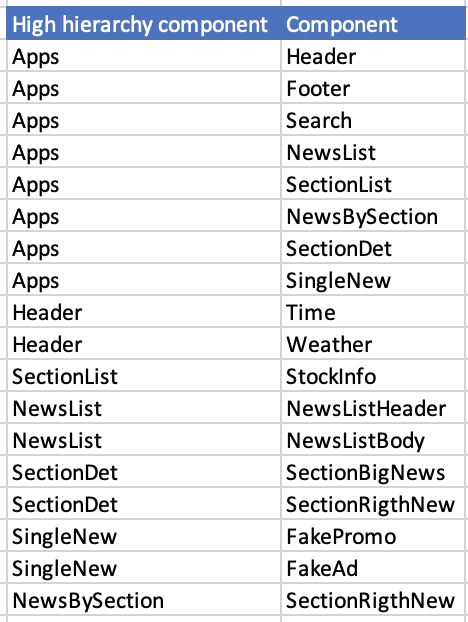 High hierarchy component Component
Apps Header
Apps Footer
Apps Search
Apps NewsList
Apps SectionList
Apps NewsBySection
Apps SectionDet
Apps SingleNew
Header Time
Header Weather
SectionList StockInfo
NewsList NewsListHeader
NewsList NewsListBody
SectionDet SectionBigNews
SectionDet SectionRigthNew
SingleNew FakePromo
SingleNew FakeAd
NewsBySection SectionRigthNew